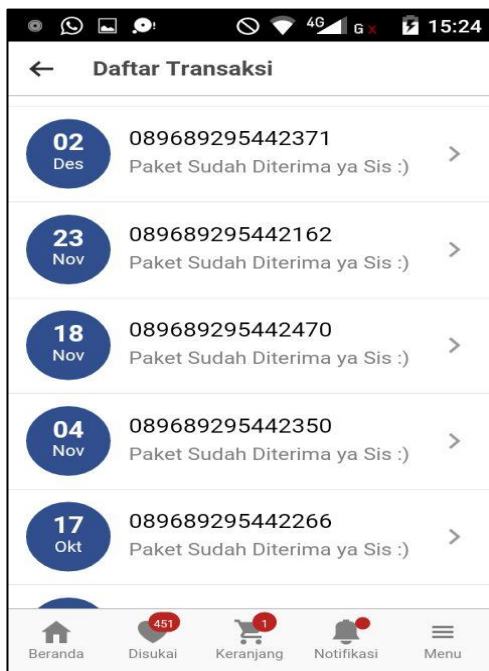 4G
G
15:24
Daftar Transaksi
02
Des
089689295442371
Paket Sudah Diterima ya Sis :)
23
Nov
089689295442162
Paket Sudah Diterima ya Sis :)
18
Nov
089689295442470
Paket Sudah Diterima ya Sis :)
04
Nov
089689295442350
Paket Sudah Diterima ya Sis :)
17
Okt
089689295442266
Paket Sudah Diterima ya Sis :)
451
1
Beranda
Disukai
Keranjang
Notifikasi
Menu